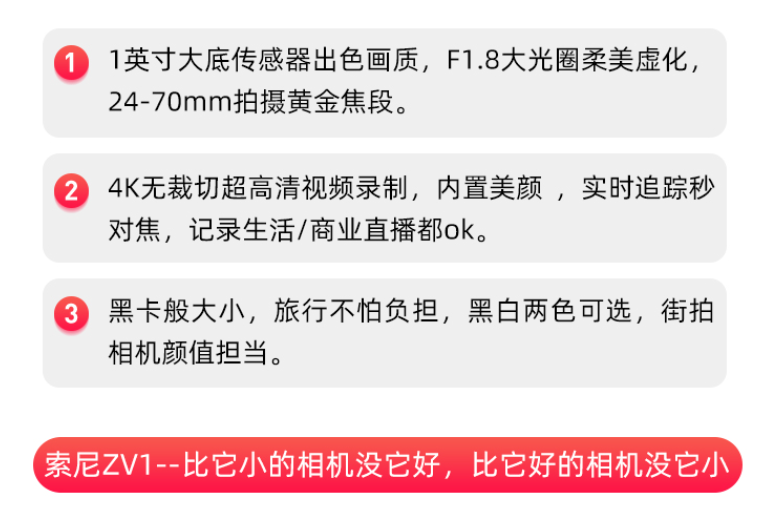 1
1英寸大底传感器出色画质，F1.8大光圈柔美虚化，
24-70mm拍摄黄金焦段。
2
4K无裁切超高清视频录制，内置美颜 ，实时追踪秒
对焦，记录生活/商业直播都ok。
3
黑卡般大小，旅行不怕负担，黑白两色可选，街拍
相机颜值担当。
索尼ZV1--比它小的相机没它好，比它好的相机没它小